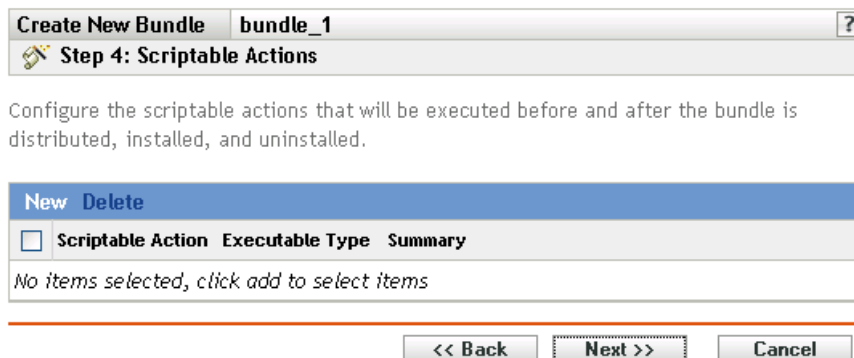 Create New Bundle bundle_1 ?
Step 4: Scriptable Actions
Configure the scriptable actions that will be executed before and after the bundle is
distributed, installed, and uninstalled.
New Delete
Scriptable Action Executable Type Summary
No items selected, click add to select items
<< Back Next >> Cancel